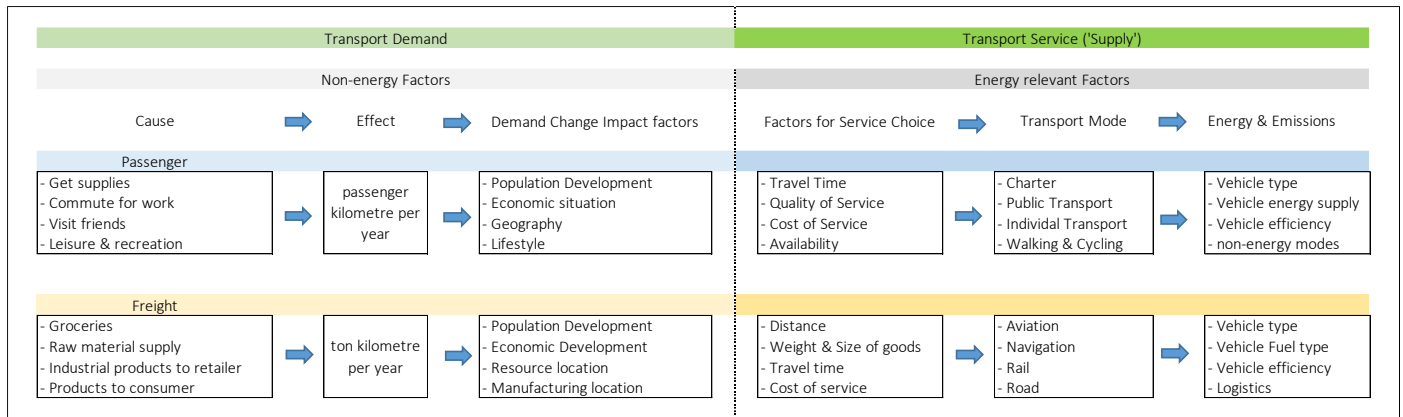 Transport Demand
Transport Service ('Supply')
Non-energy Factors
Energy relevant Factors
Cause
Effect
Demand Change Impact factors
Factors for Service Choice
Transport Mode
Energy & Emissions
Passenger
- Get supplies
- Commute for work
- Visit friends
- Leisure & recreation
passenger
kilometre per
year
- Population Development
- Economic situation
- Geography
- Lifestyle
- Travel Time
- Quality of Service
- Cost of Service
- Availability
- Charter
- Public Transport
- Individal Transport
- Walking & Cycling
- Vehicle type
- Vehicle energy supply
- Vehicle efficiency
- non-energy modes
Freight
- Groceries
- Raw material supply
- Industrial products to retailer
- Products to consumer
ton kilometre
per year
- Population Development
- Economic Development
- Resource location
- Manufacturing location
- Distance
- Weight & Size of goods
- Travel time
- Cost of service
- Aviation
- Navigation
- Rail
- Road
- Vehicle type
- Vehicle Fuel type
- Vehicle efficiency
- Logistics